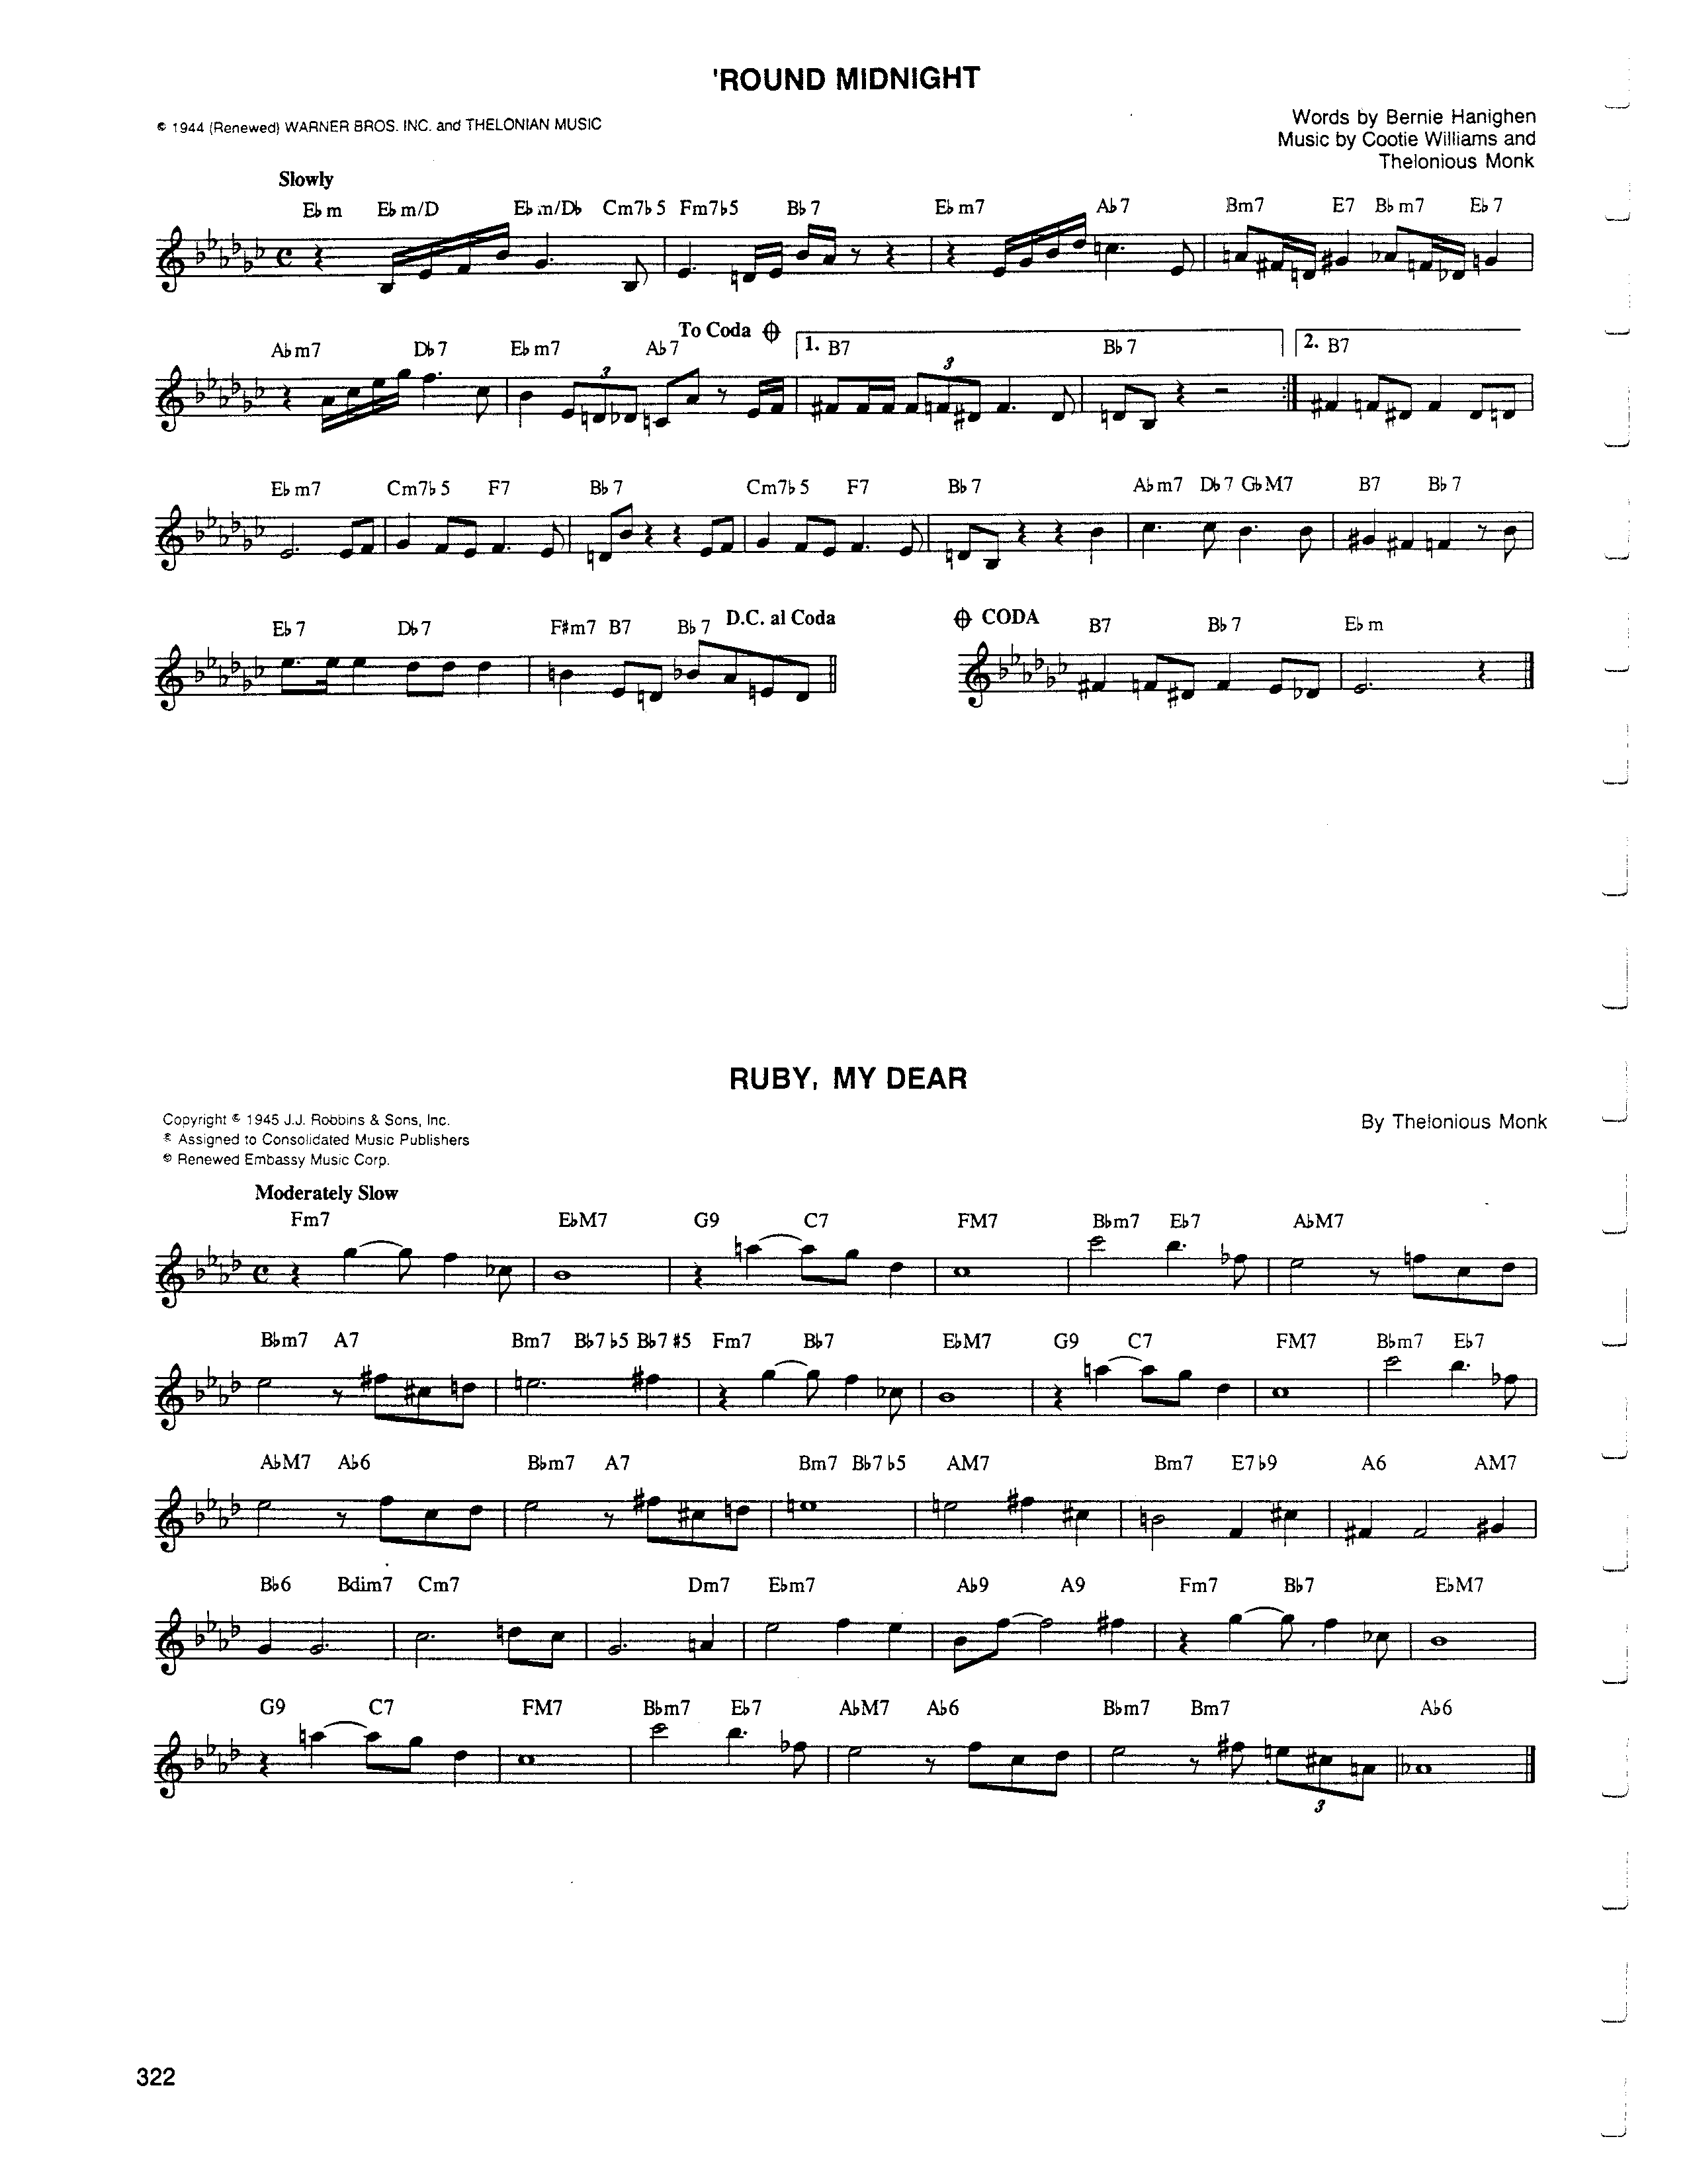 'ROUND MIDNIGHT
© 1944 (Renewed) WARNER BROS. INC. and THELONIAN MUSIC
Words by Bernie Hanighen
Music by Cootie Williams and
Thelonious Monk
Slowly
E♭m E♭m/D E♭m/D♭ Cm7♭5 Fm7♭5 B♭7 E♭m7 A♭7 Bm7 E7 B♭m7 E♭7
To Coda
A♭m7 D♭7 E♭m7 A♭7 1. B7 B♭7 2. B7
3 3
E♭m7 Cm7♭5 F7 B♭7 Cm7♭5 F7 B♭7 A♭m7 D♭7 G♭M7 B7 B♭7
D.C. al Coda CODA
E♭7 D♭7 F#m7 B7 B♭7 B7 B♭7 E♭m
RUBY, MY DEAR
Copyright © 1945 J.J. Robbins & Sons, Inc.
© Assigned to Consolidated Music Publishers
© Renewed Embassy Music Corp.
By Thelonious Monk
Moderately Slow
Fm7 E♭M7 G9 C7 FM7 B♭m7 E♭7 A♭M7
B♭m7 A7 Bm7 B♭7♭5 B♭7#5 Fm7 B♭7 E♭M7 G9 C7 FM7 B♭m7 E♭7
A♭M7 A♭6 B♭m7 A7 Bm7 B♭7♭5 AM7 Bm7 E7♭9 A6 AM7
B♭6 Bdim7 Cm7 Dm7 E♭m7 A♭9 A9 Fm7 B♭7 E♭M7
G9 C7 FM7 B♭m7 E♭7 A♭M7 A♭6 B♭m7 Bm7 A♭6
3
322